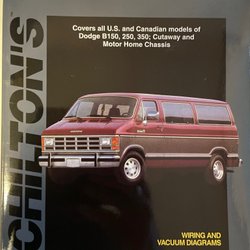 Covers all U.S. and Canadian models of
Dodge B150, 250, 350; Cutaway and
Motor Home Chassis
CHILTON'S
WIRING AND
VACUUM DIAGRAMS